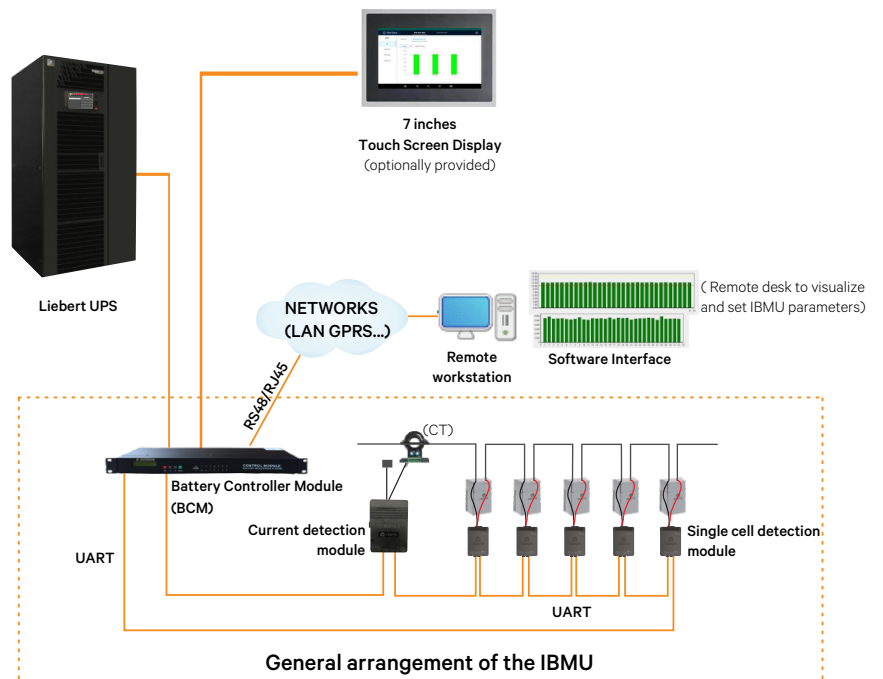 7 inches
Touch Screen Display
(optionally provided)
Liebert UPS
NETWORKS
(LAN GPRS...)
Remote
workstation
( Remote desk to visualize
and set IBMU parameters)
Software Interface
RS48/RJ45
(CT)
CONTROL MODULE
Battery Controller Module
(BCM)
Current detection
module
Single cell detection
module
UART
UART
General arrangement of the IBMU